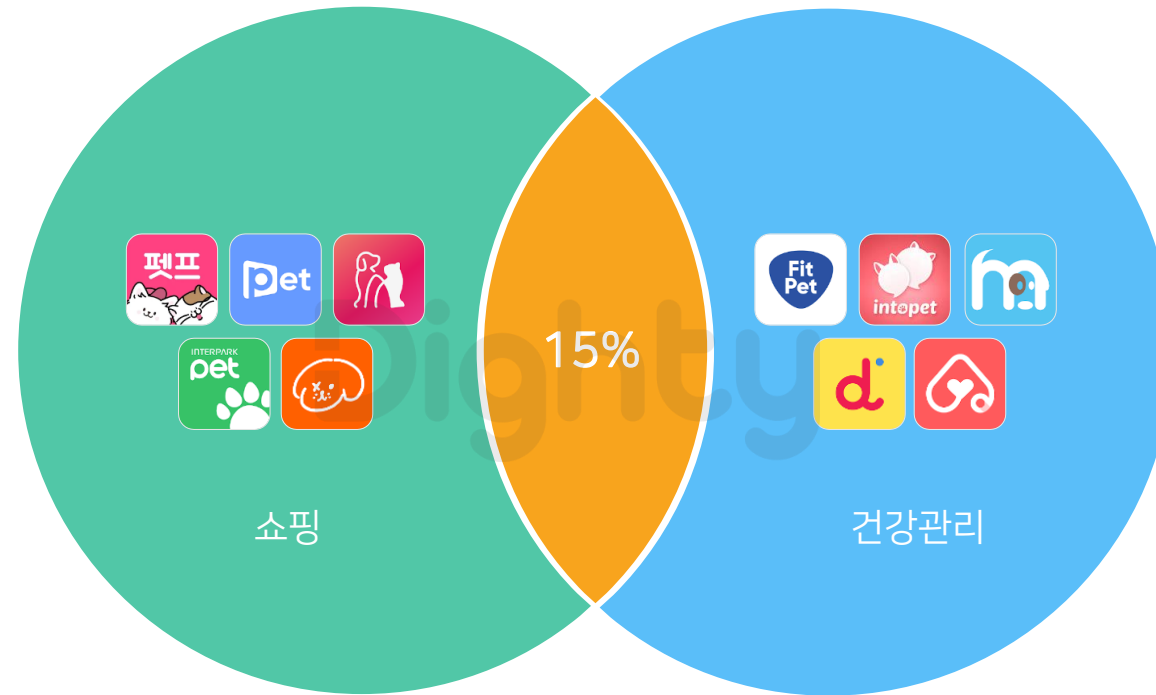 펫프
pet
INTERPARK
pet
15%
Fit
Pet
intopet
d
Dighty
쇼핑
건강관리